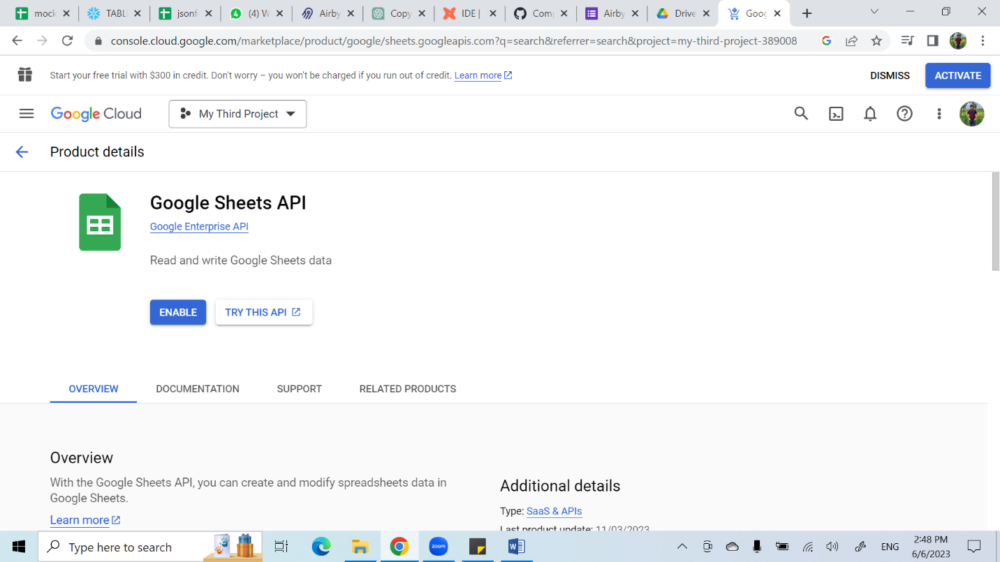 mock
TABL
jsonf
(4) W
Airby
Copy
IDE |
Comp
Airby
Drive
Goog
console.cloud.google.com/marketplace/product/google/sheets.googleapis.com?q=search&referrer=search&project=my-third-project-389008
Start your free trial with $300 in credit. Don't worry – you won't be charged if you run out of credit. Learn more
DISMISS
ACTIVATE
Google Cloud
My Third Project
Product details
Google Sheets API
Google Enterprise API
Read and write Google Sheets data
ENABLE
TRY THIS API
OVERVIEW
DOCUMENTATION
SUPPORT
RELATED PRODUCTS
Overview
With the Google Sheets API, you can create and modify spreadsheets data in
Google Sheets.
Learn more
Additional details
Type: SaaS & APIs
Last product update: 11/03/2023
Type here to search
zoom
ENG
2:48 PM
6/6/2023